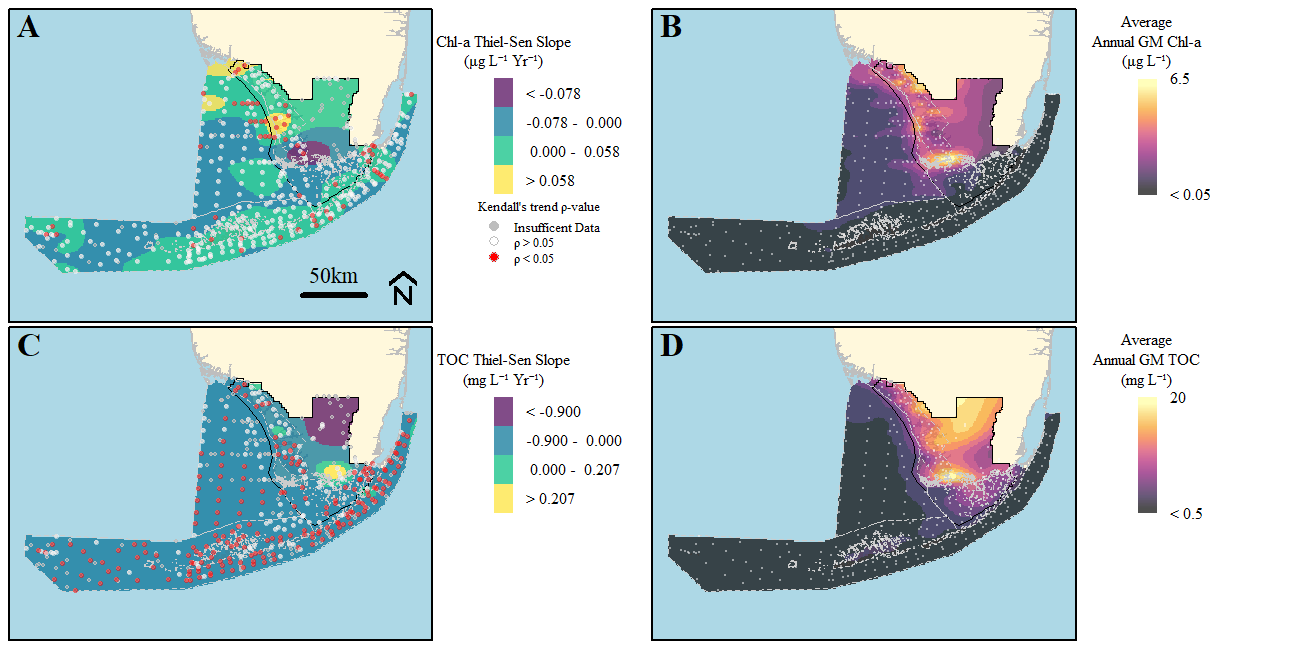 A
Chl-a Thiel-Sen Slope
(µg L⁻¹ Yr⁻¹)
< -0.078
-0.078 - 0.000
0.000 - 0.058
> 0.058
Kendall's trend ρ-value
Insufficent Data
ρ > 0.05
ρ < 0.05
50km
N
B
Average
Annual GM Chl-a
(µg L⁻¹)
6.5
< 0.05
C
TOC Thiel-Sen Slope
(mg L⁻¹ Yr⁻¹)
< -0.900
-0.900 - 0.000
0.000 - 0.207
> 0.207
D
Average
Annual GM TOC
(mg L⁻¹)
20
< 0.5